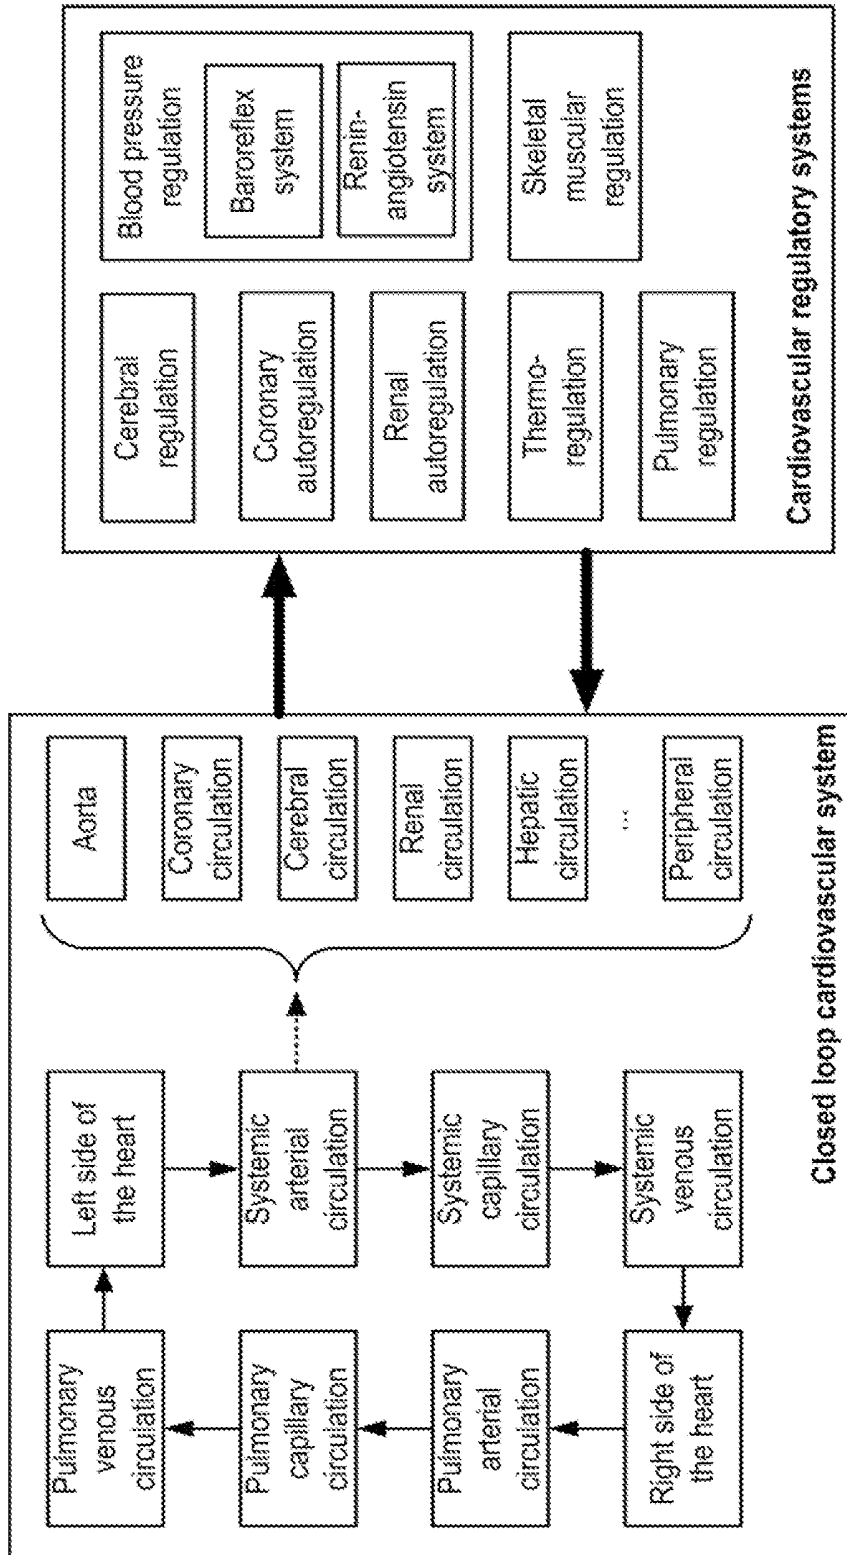 Pulmonary
venous
circulation
Left side of
the heart
Pulmonary
capillary
circulation
Systemic
arterial
circulation
Pulmonary
arterial
circulation
Systemic
capillary
circulation
Right side of
the heart
Systemic
venous
circulation
Aorta
Coronary
circulation
Cerebral
circulation
Renal
circulation
Hepatic
circulation
...
Peripheral
circulation
Closed loop cardiovascular system
Cerebral
regulation
Coronary
autoregulation
Renal
autoregulation
Thermo-
regulation
Pulmonary
regulation
Blood pressure
regulation
Baroreflex
system
Renin-
angiotensin
system
Skeletal
muscular
regulation
Cardiovascular regulatory systems